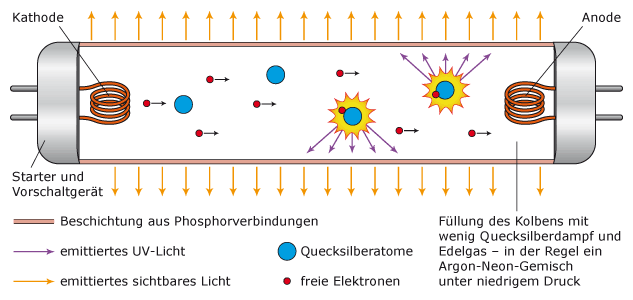 Kathode
Anode
Starter und
Vorschaltgerät
Beschichtung aus Phosphorverbindungen
emittiertes UV-Licht
Quecksilberatome
emittiertes sichtbares Licht
freie Elektronen
Füllung des Kolbens mit
wenig Quecksilberdampf und
Edelgas – in der Regel ein
Argon-Neon-Gemisch
unter niedrigem Druck